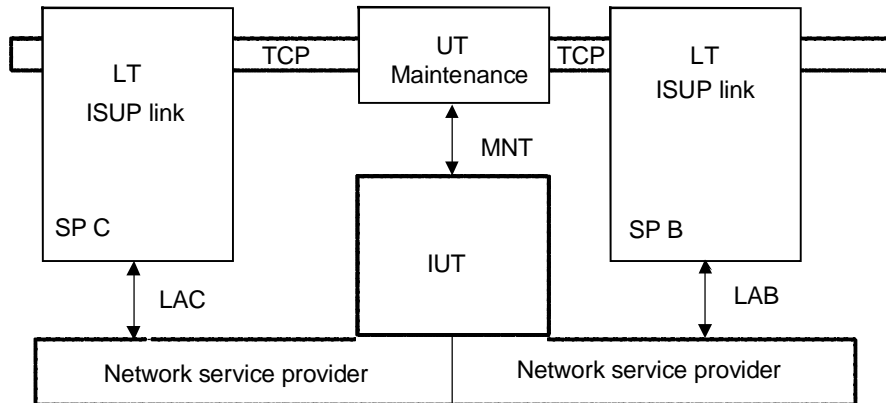 TCP
UT
Maintenance
TCP
LT
ISUP link
LT
ISUP link
MNT
SP C
IUT
SP B
LAC
LAB
Network service provider
Network service provider